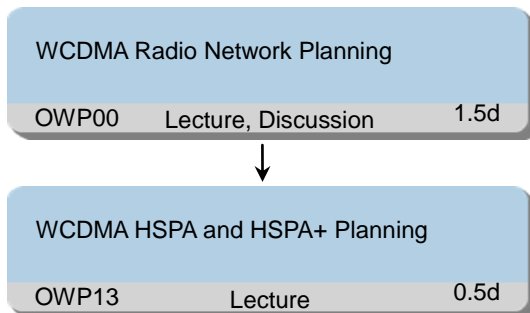 WCDMA Radio Network Planning
OWP00 Lecture, Discussion 1.5d
WCDMA HSPA and HSPA+ Planning
OWP13 Lecture 0.5d